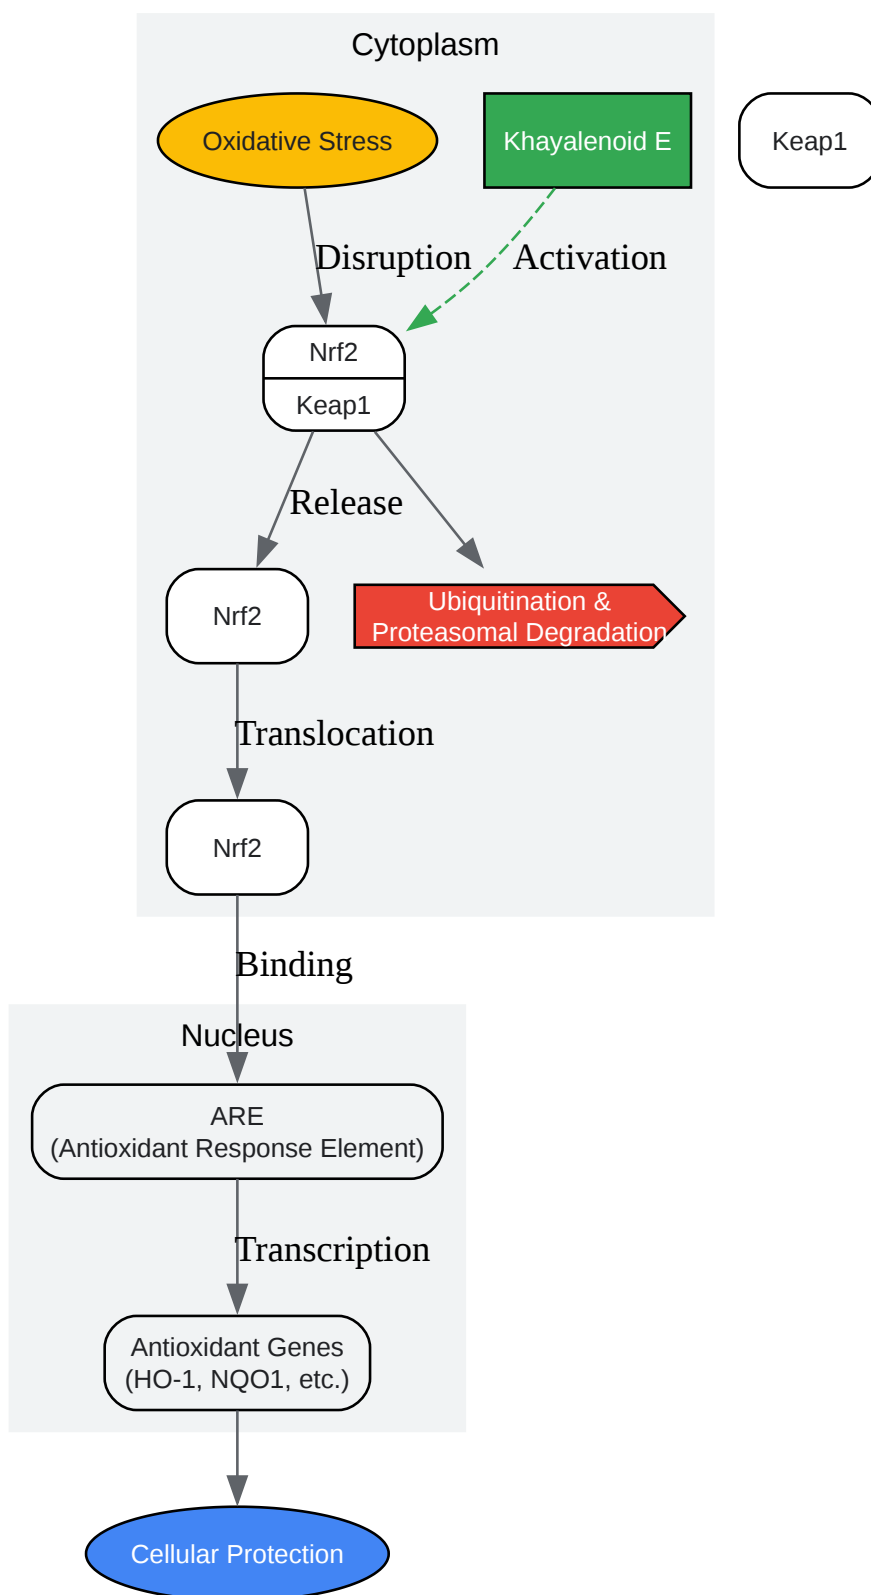 Cytoplasm
Oxidative Stress
Khayalenoid E
Keap1
Disruption
Activation
Nrf2
Keap1
Release
Nrf2
Ubiquitination &
Proteasomal Degradation
Translocation
Nrf2
Binding
Nucleus
ARE
(Antioxidant Response Element)
Transcription
Antioxidant Genes
(HO-1, NQO1, etc.)
Cellular Protection